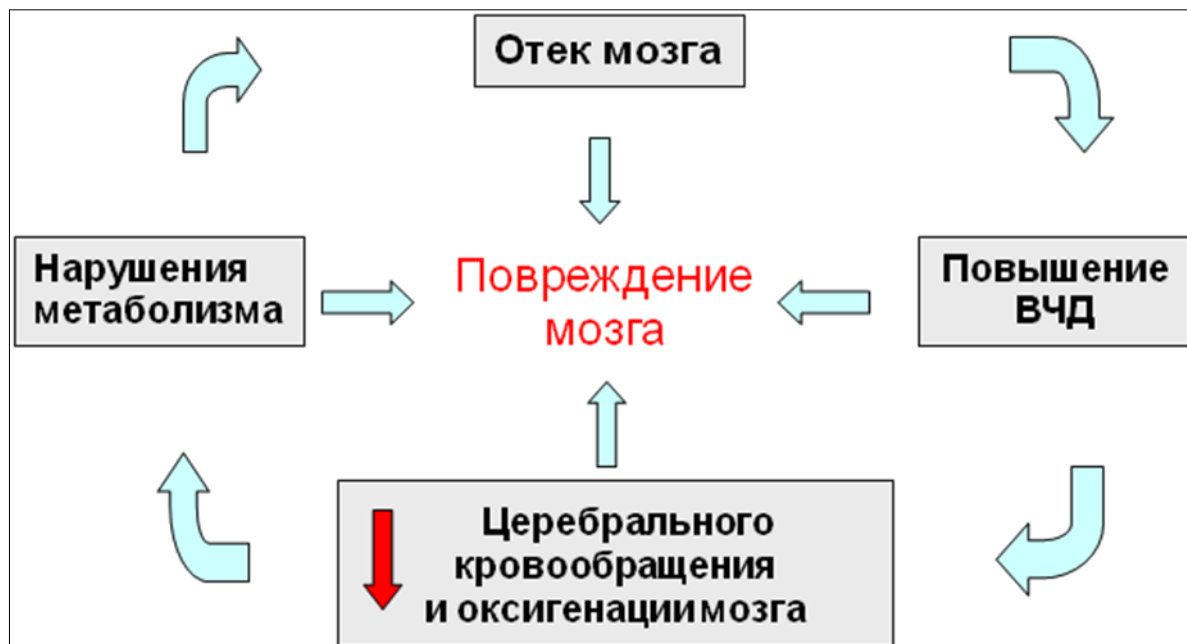 Отек мозга
Нарушения
метаболизма
Повреждение
мозга
Повышение
ВЧД
Церебрального
кровообращения
и оксигенации мозга